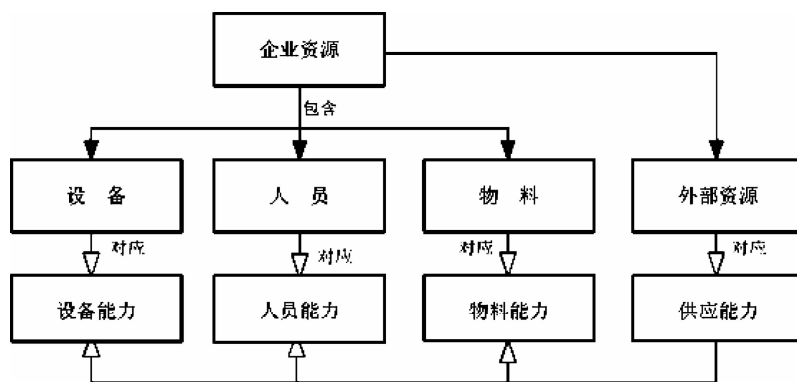 企业资源
包含
设 备
人 员
物 料
外部资源
对应
对应
对应
对应
设备能力
人员能力
物料能力
供应能力